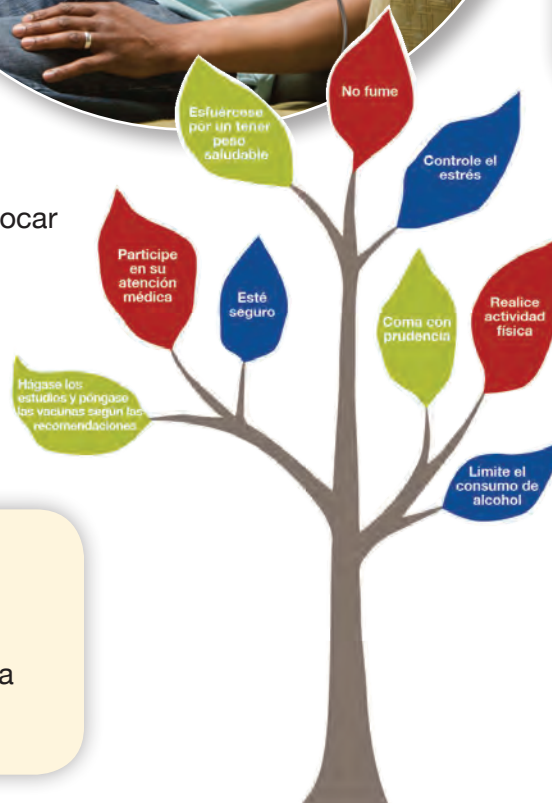 No fume
Esfuércese
por un tener
peso
saludable
Controle el
estrés
ocar
Participe
en su
atención
médica
Esté
seguro
Coma con
prudencia
Realice
actividad
física
Hágase los
estudios y póngase
las vacunas según las
recomendaciones
Limite el
consumo de
alcohol
a